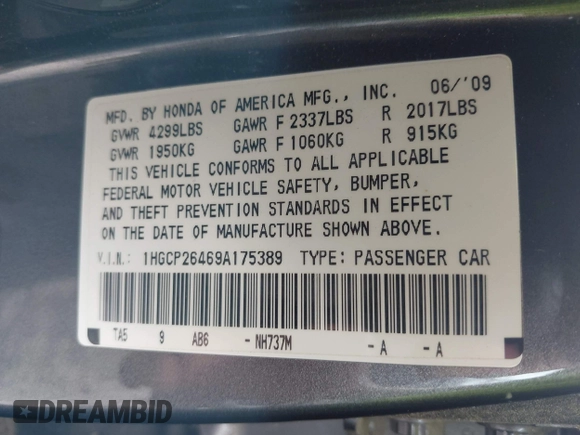 MFD. BY HONDA OF AMERICA MFG., INC. 06/'09
GVWR 4299LBS GAWR F 2337LBS R 2017LBS
GVWR 1950KG GAWR F 1060KG R 915KG
THIS VEHICLE CONFORMS TO ALL APPLICABLE
FEDERAL MOTOR VEHICLE SAFETY, BUMPER,
AND THEFT PREVENTION STANDARDS IN EFFECT
ON THE DATE OF MANUFACTURE SHOWN ABOVE.
V.I.N.: 1HGCP26469A175389 TYPE: PASSENGER CAR
TA5 9 AB6 - NH737M - A - A
DREAMBID